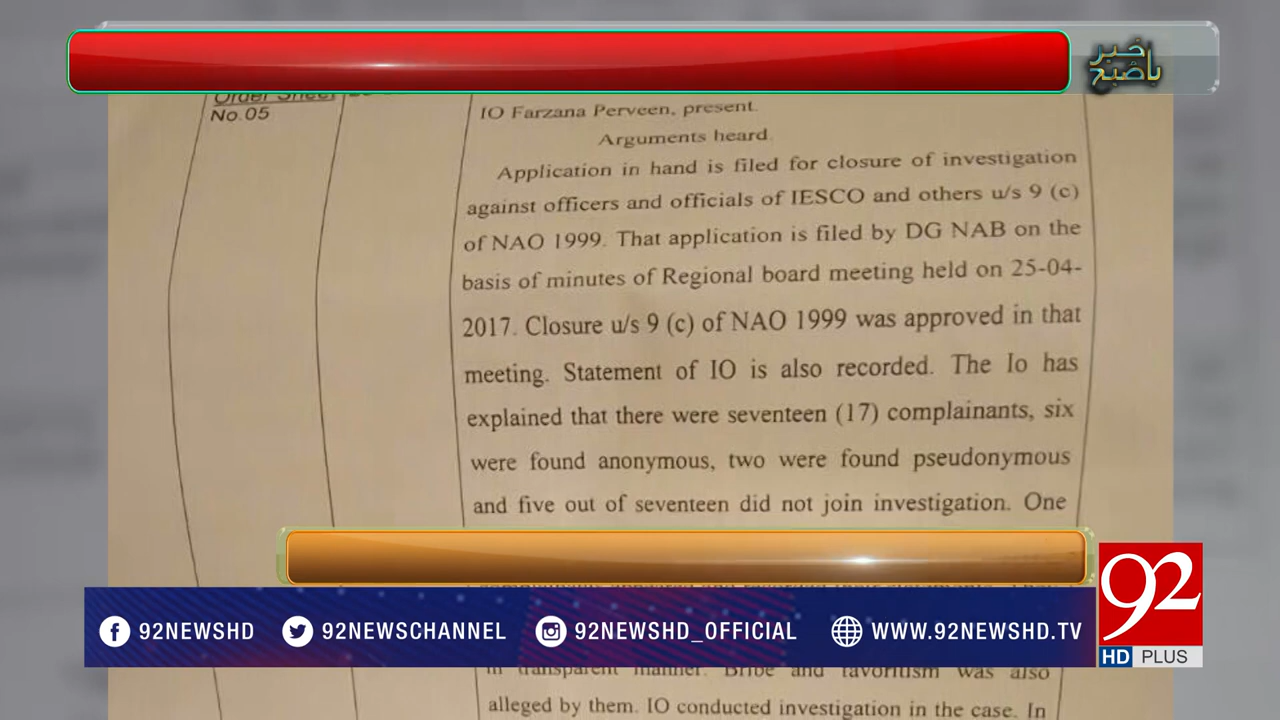 خبر
باصبح
Order Sheet
No.05
IO Farzana Perveen, present.
Arguments heard.
Application in hand is filed for closure of investigation
against officers and officials of IESCO and others u/s 9 (c)
of NAO 1999. That application is filed by DG NAB on the
basis of minutes of Regional board meeting held on 25-04-
2017. Closure u/s 9 (c) of NAO 1999 was approved in that
meeting. Statement of IO is also recorded. The Io has
explained that there were seventeen (17) complainants, six
were found anonymous, two were found pseudonymous
and five out of seventeen did not join investigation. One
92NEWSHD
92NEWSCHANNEL
92NEWSHD_OFFICIAL
WWW.92NEWSHD.TV
92
HD PLUS
in transparent manner. Bribe and favoritism was also
alleged by them. IO conducted investigation in the case. In